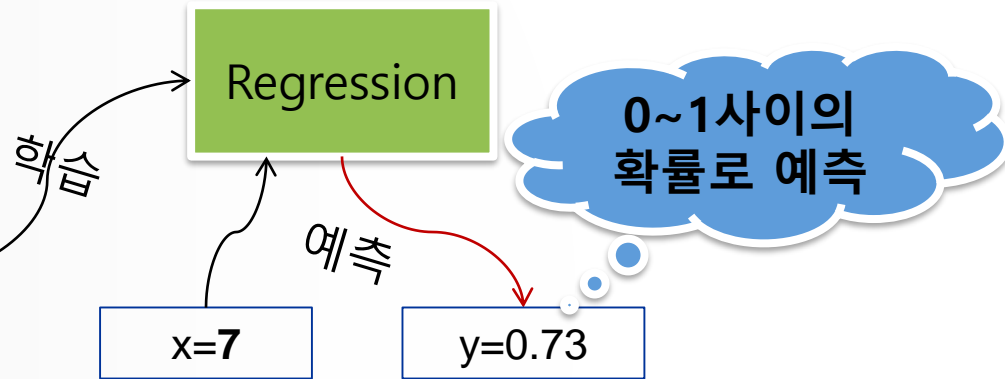 Regression
0~1사이의
확률로 예측
학습
예측
x=7
y=0.73